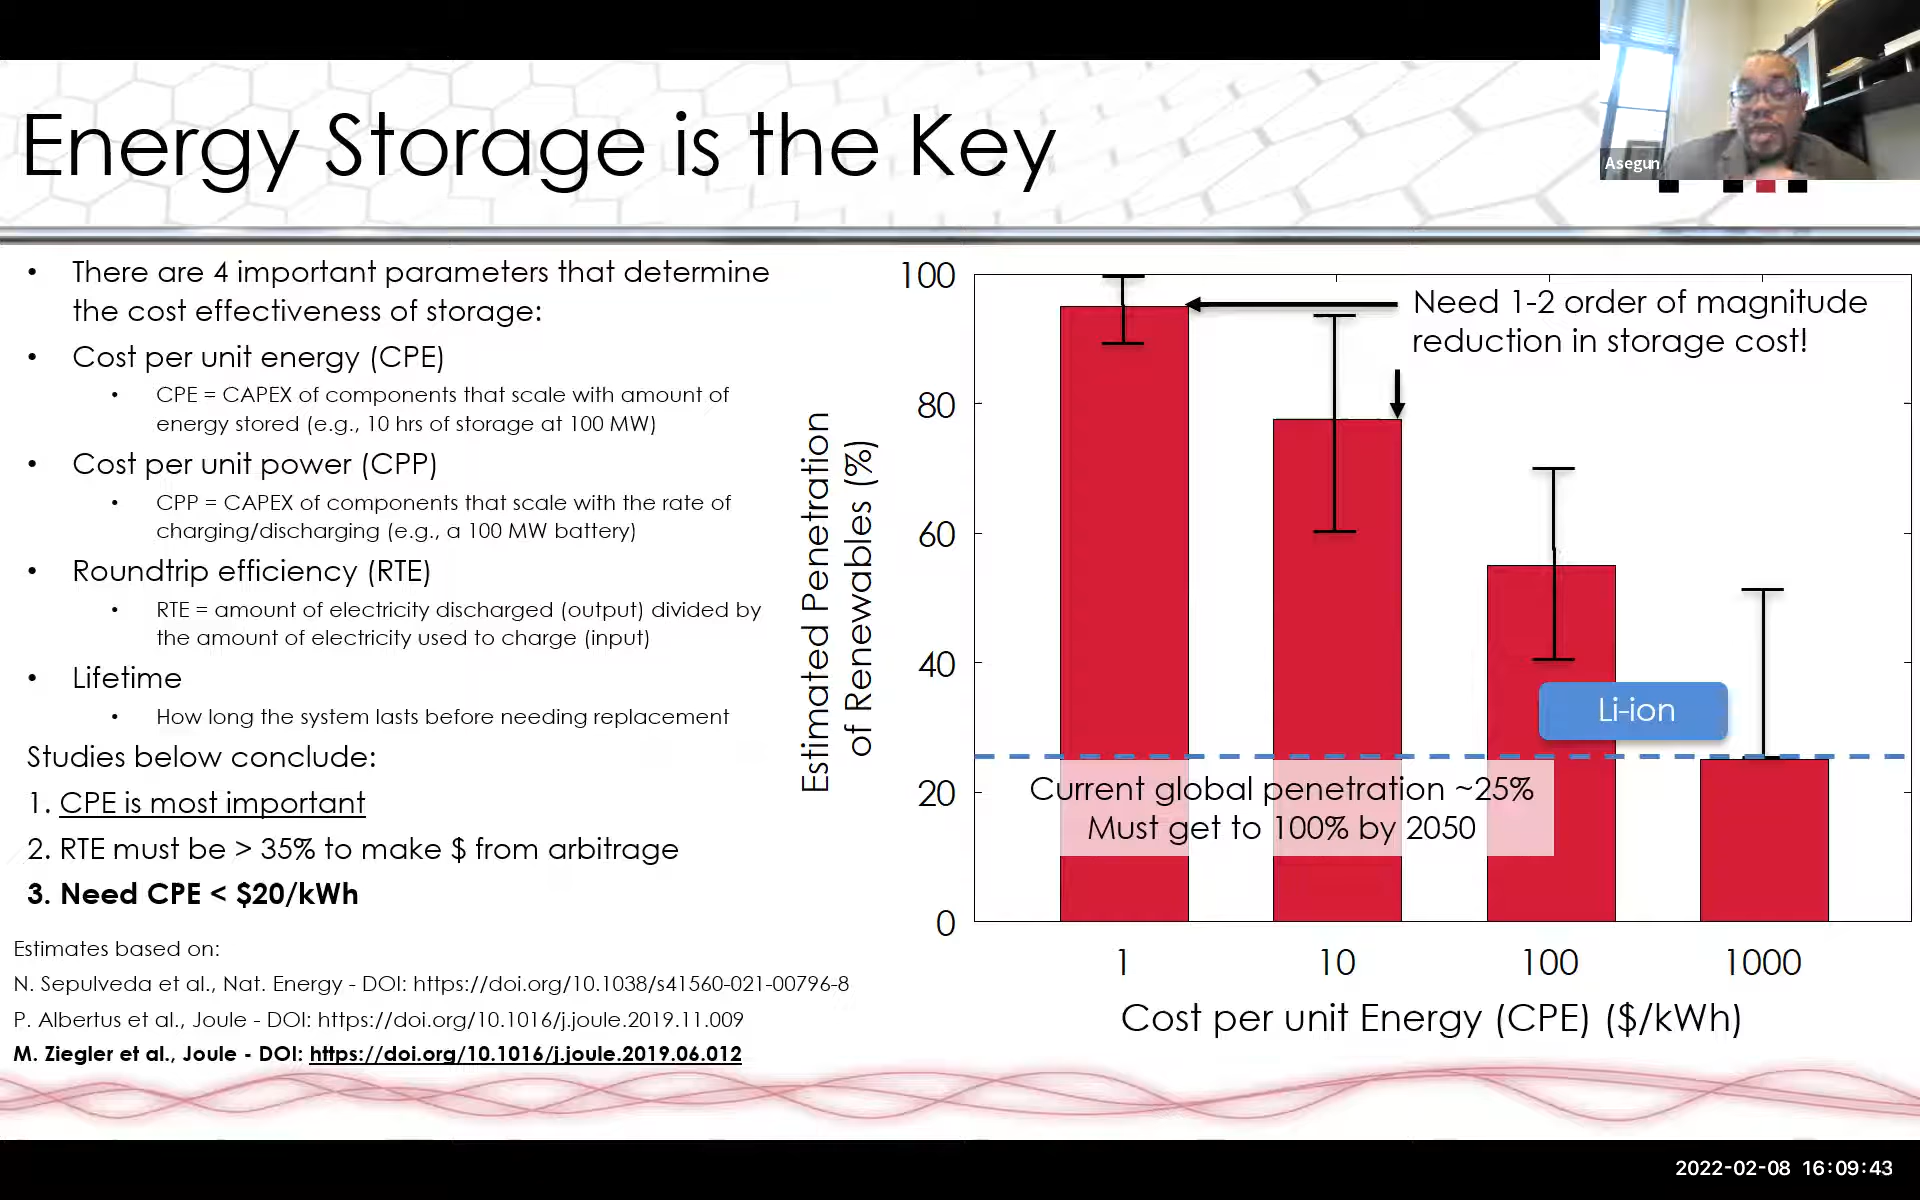 Energy Storage is the Key
Asegun
• There are 4 important parameters that determine
the cost effectiveness of storage:
• Cost per unit energy (CPE)
• CPE = CAPEX of components that scale with amount of
energy stored (e.g., 10 hrs of storage at 100 MW)
• Cost per unit power (CPP)
• CPP = CAPEX of components that scale with the rate of
charging/discharging (e.g., a 100 MW battery)
• Roundtrip efficiency (RTE)
• RTE = amount of electricity discharged (output) divided by
the amount of electricity used to charge (input)
• Lifetime
• How long the system lasts before needing replacement
Studies below conclude:
1. CPE is most important
2. RTE must be > 35% to make $ from arbitrage
3. Need CPE < $20/kWh
Estimates based on:
N. Sepulveda et al., Nat. Energy - DOI: https://doi.org/10.1038/s41560-021-00796-8
P. Albertus et al., Joule - DOI: https://doi.org/10.1016/j.joule.2019.11.009
M. Ziegler et al., Joule - DOI: https://doi.org/10.1016/j.joule.2019.06.012
Estimated Penetration
of Renewables (%)
100
80
60
40
20
0
Need 1-2 order of magnitude
reduction in storage cost!
Li-ion
Current global penetration ~25%
Must get to 100% by 2050
1 10 100 1000
Cost per unit Energy (CPE) ($/kWh)
2022-02-08 16:09:43